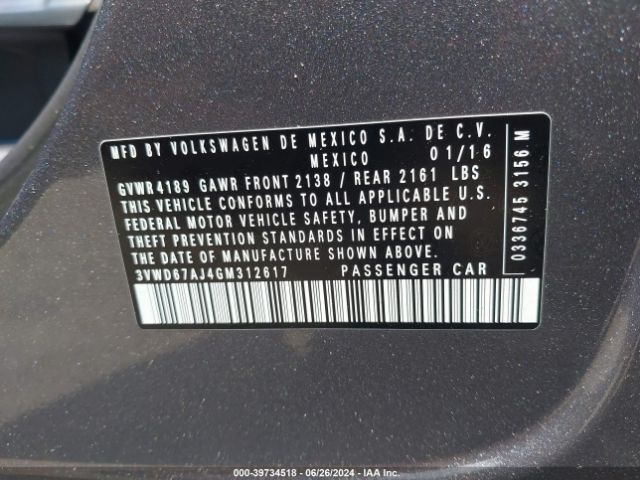 MFD BY VOLKSWAGEN DE MEXICO S.A. DE C.V.
MEXICO 01/16
GVWR 4189 GAWR FRONT 2138 / REAR 2161 LBS
THIS VEHICLE CONFORMS TO ALL APPLICABLE U.S.
FEDERAL MOTOR VEHICLE SAFETY, BUMPER AND
THEFT PREVENTION STANDARDS IN EFFECT ON
THE DATE OF MANUFACTURE SHOWN ABOVE.
3VWD67AJ4GM312617 PASSENGER CAR
0336745 3156 M
000-39734518 | 06/26/2024 | IAA Inc.